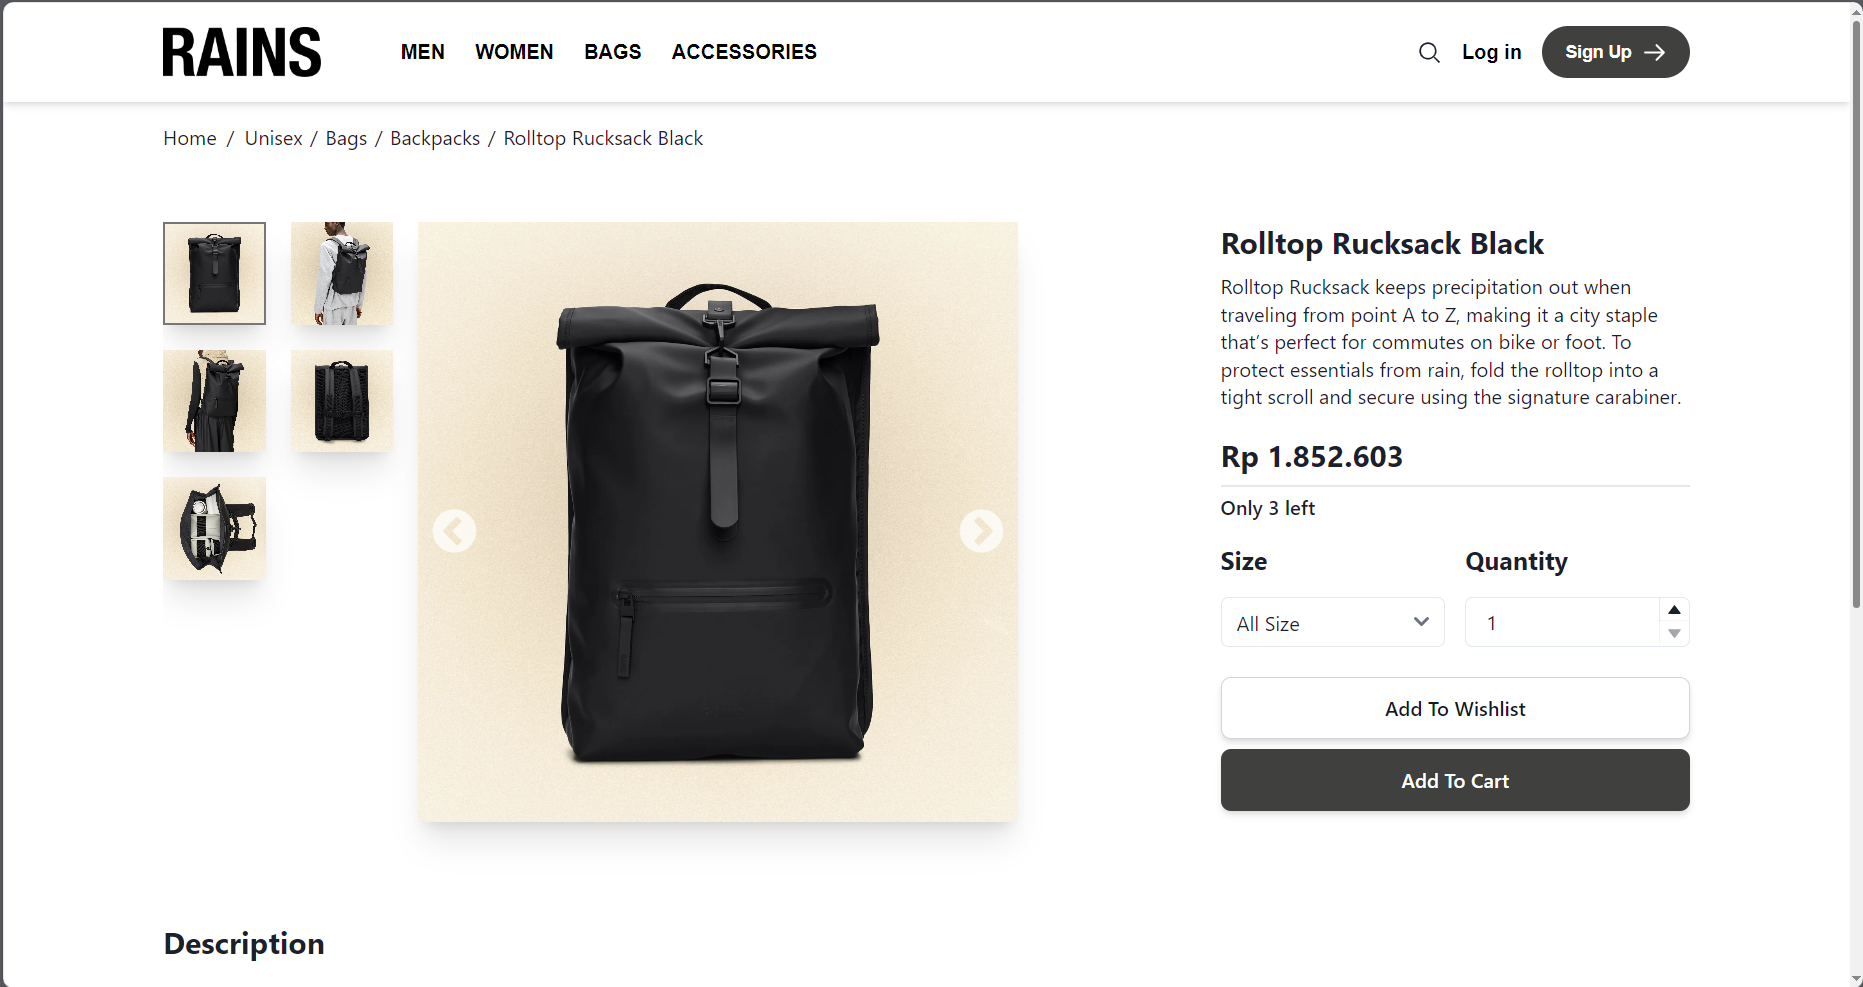 RAINS
MEN WOMEN BAGS ACCESSORIES
Log in
Sign Up
Home / Unisex / Bags / Backpacks / Rolltop Rucksack Black
Rolltop Rucksack Black
Rolltop Rucksack keeps precipitation out when
traveling from point A to Z, making it a city staple
that’s perfect for commutes on bike or foot. To
protect essentials from rain, fold the rolltop into a
tight scroll and secure using the signature carabiner.
Rp 1.852.603
Only 3 left
Size Quantity
All Size 1
Add To Wishlist
Add To Cart
Description